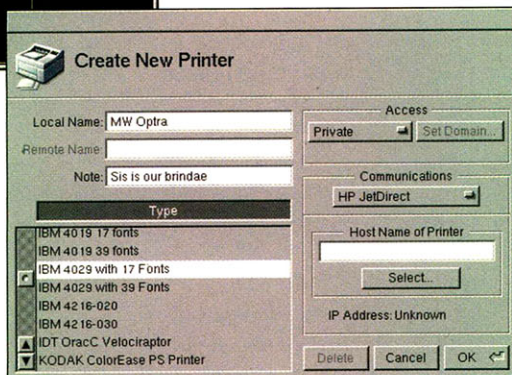 Create New Printer
Local Name: MW Optra
Remote Name:
Note: Sis is our brindae
Type
IBM 4019 17 fonts
IBM 4019 39 fonts
IBM 4029 with 17 Fonts
IBM 4029 with 39 Fonts
IBM 4216-020
IBM 4216-030
IDT OracC Velociraptor
KODAK ColorEase PS Printer
Access
Private
Set Domain...
Communications
HP JetDirect
Host Name of Printer
Select...
IP Address: Unknown
Delete
Cancel
OK